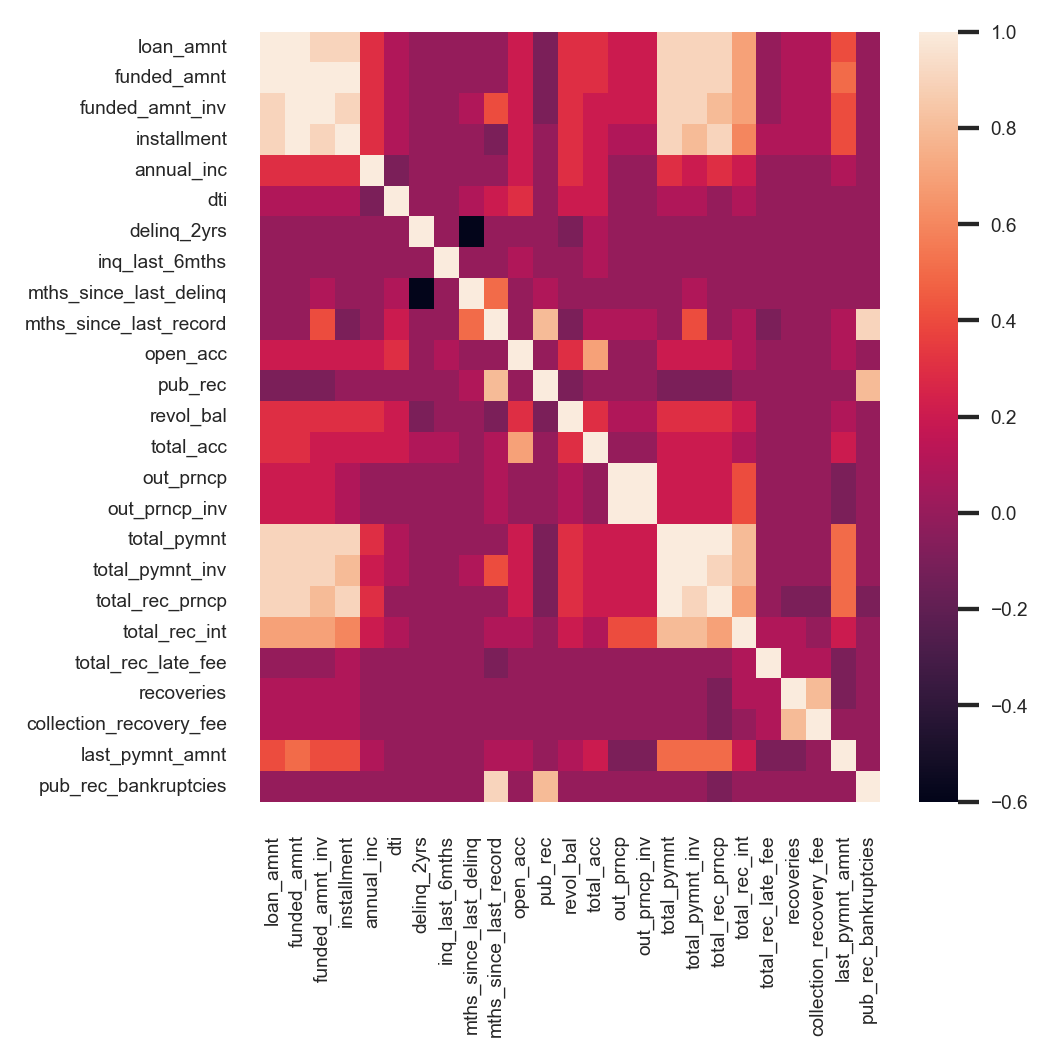 loan_amnt
funded_amnt
funded_amnt_inv
installment
annual_inc
dti
delinq_2yrs
inq_last_6mths
mths_since_last_delinq
mths_since_last_record
open_acc
pub_rec
revol_bal
total_acc
out_prncp
out_prncp_inv
total_pymnt
total_pymnt_inv
total_rec_prncp
total_rec_int
total_rec_late_fee
recoveries
collection_recovery_fee
last_pymnt_amnt
pub_rec_bankruptcies
loan_amnt
funded_amnt
funded_amnt_inv
installment
annual_inc
dti
delinq_2yrs
inq_last_6mths
mths_since_last_delinq
mths_since_last_record
open_acc
pub_rec
revol_bal
total_acc
out_prncp
out_prncp_inv
total_pymnt
total_pymnt_inv
total_rec_prncp
total_rec_int
total_rec_late_fee
recoveries
collection_recovery_fee
last_pymnt_amnt
pub_rec_bankruptcies
1.0
0.8
0.6
0.4
0.2
0.0
−0.2
−0.4
−0.6